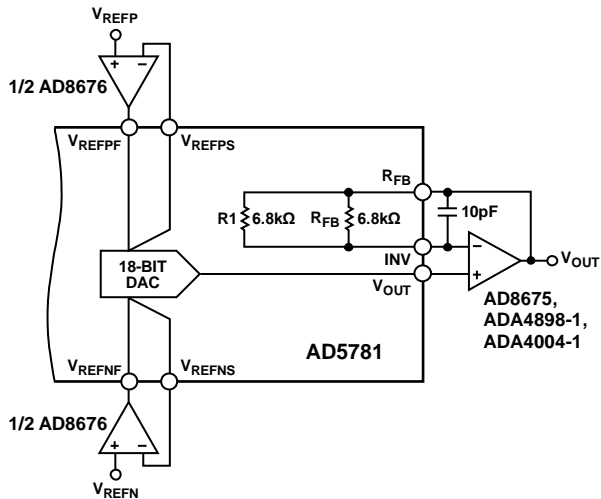 VREFP
1/2 AD8676
+ −
VREFPF
VREFPS
RFB
R1 6.8kΩ
RFB 6.8kΩ
10pF
INV
18-BIT
DAC
VOUT
− +
VOUT
AD8675,
ADA4898-1,
ADA4004-1
AD5781
VREFNF
VREFNS
1/2 AD8676
+ −
VREFN